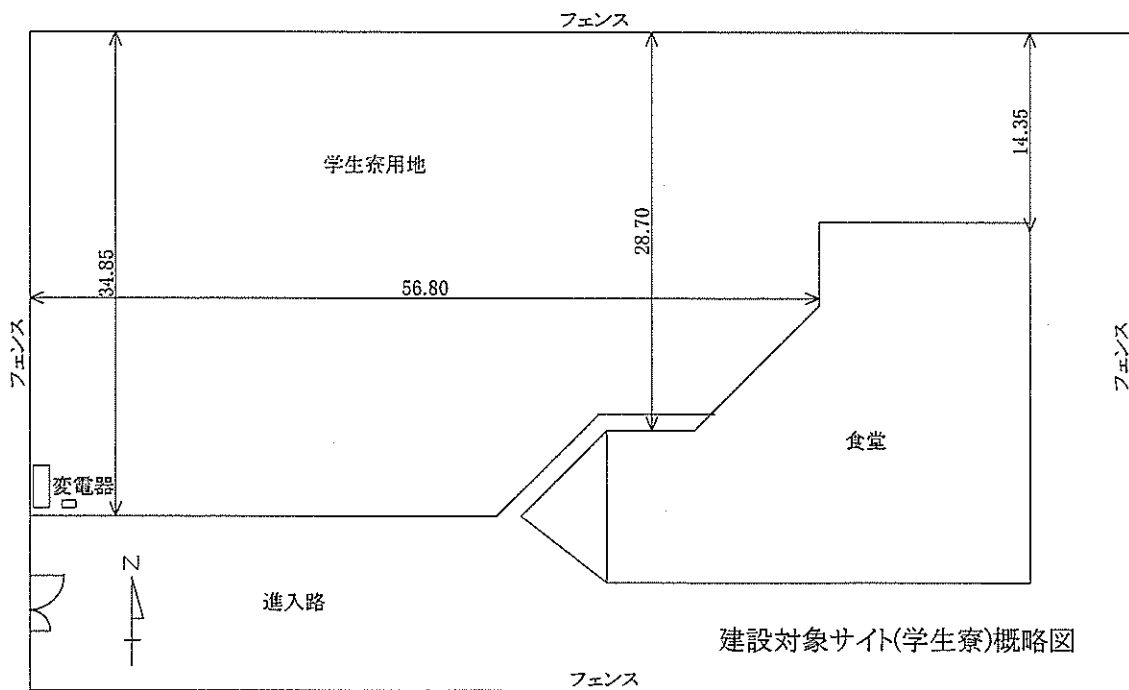 フェンス
学生寮用地
14.35
28.70
34.85
56.80
フェンス
フェンス
食堂
変電器
N
進入路
建設対象サイト(学生寮)概略図
フェンス